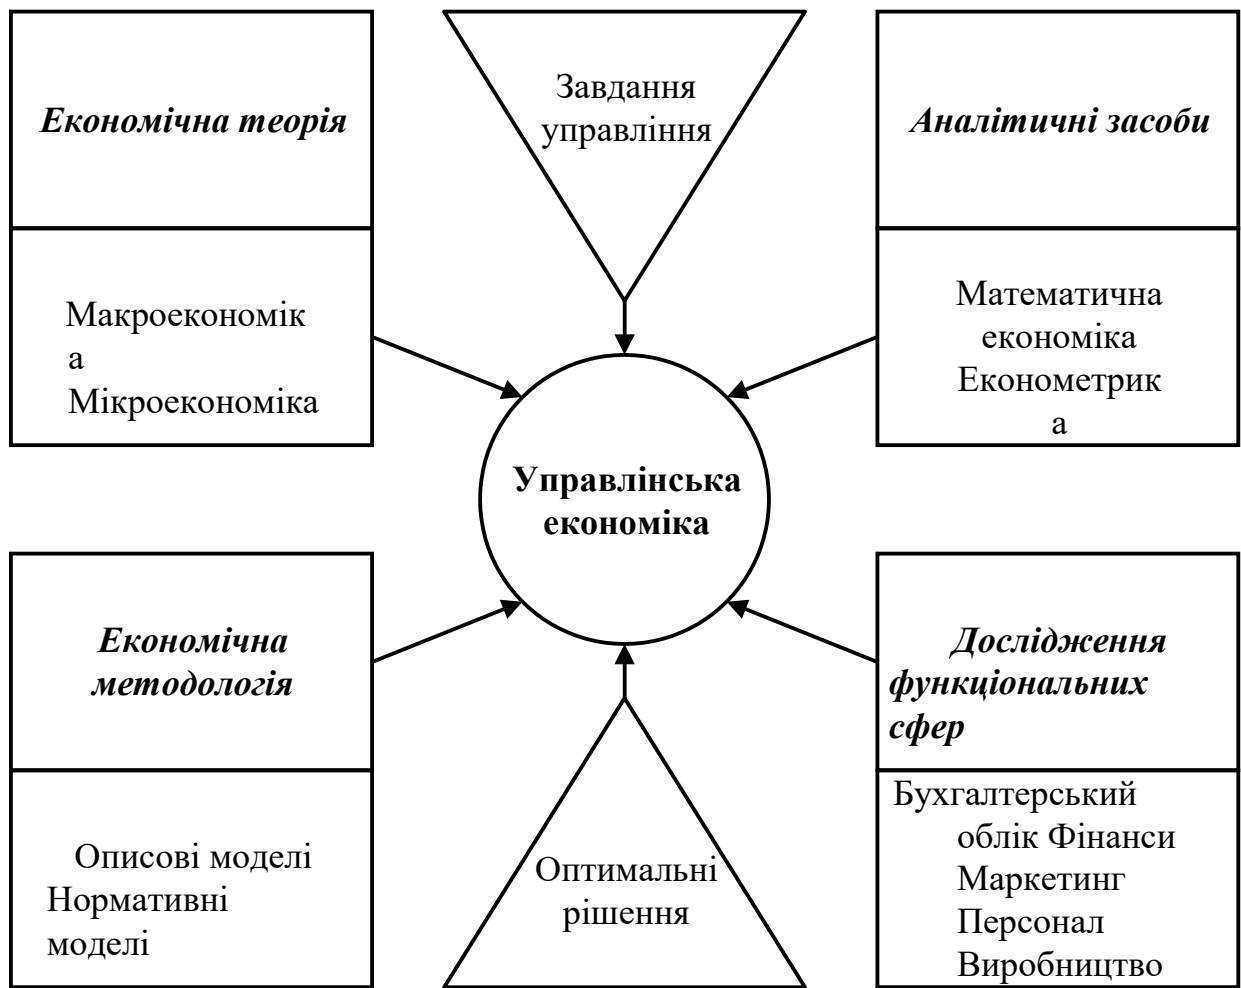 Економічна теорія
Макроекономік
а
Мікроекономіка
Завдання
управління
Аналітичні засоби
Математична
економіка
Економетрик
а
Управлінська
економіка
Економічна
методологія
Описові моделі
Нормативні
моделі
Оптимальні
рішення
Дослідження
функціональних
сфер
Бухгалтерський
облік Фінанси
Маркетинг
Персонал
Виробництво